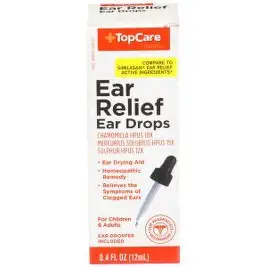 TopCare
health
COMPARE TO
SIMILASAN® EAR RELIEF
ACTIVE INGREDIENTS*
Ear
Relief
Ear Drops
CHAMOMILLA HPUS 10X
MERCURIUS SOLUBILIS HPUS 15X
SULPHUR HPUS 12X
• Ear Drying Aid
• Homeopathic
Remedy
• Relieves the
Symptoms of
Clogged Ears
For Children
& Adults
EAR DROPPER
INCLUDED
0.4 FL OZ (12mL)